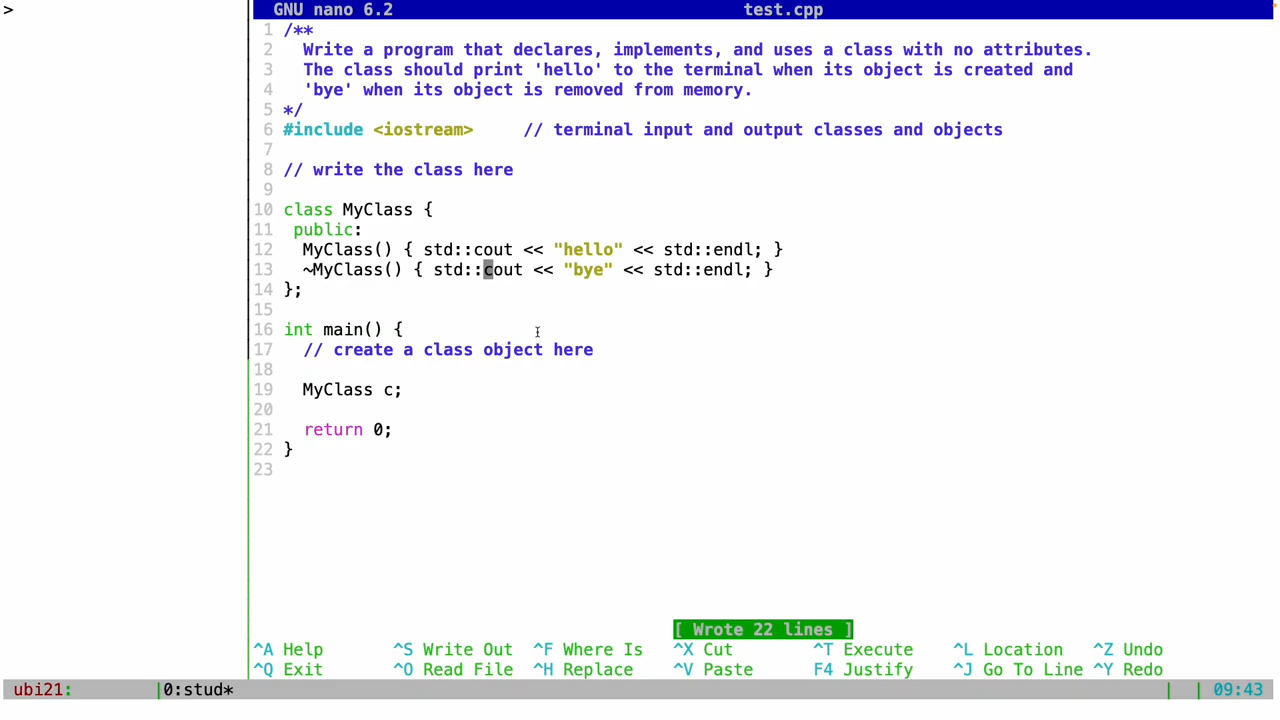 >
GNU nano 6.2 test.cpp
1 /**
2 Write a program that declares, implements, and uses a class with no attributes.
3 The class should print 'hello' to the terminal when its object is created and
4 'bye' when its object is removed from memory.
5 */
6 #include <iostream> // terminal input and output classes and objects
7
8 // write the class here
9
10 class MyClass {
11 public:
12 MyClass() { std::cout << "hello" << std::endl; }
13 ~MyClass() { std::cout << "bye" << std::endl; }
14 };
15
16 int main() {
17 // create a class object here
18
19 MyClass c;
20
21 return 0;
22 }
23
[ Wrote 22 lines ]
^A Help ^S Write Out ^F Where Is ^X Cut ^T Execute ^L Location ^Z Undo
^Q Exit ^O Read File ^H Replace ^V Paste F4 Justify ^J Go To Line ^Y Redo
ubi21: |0:stud* | | 09:43